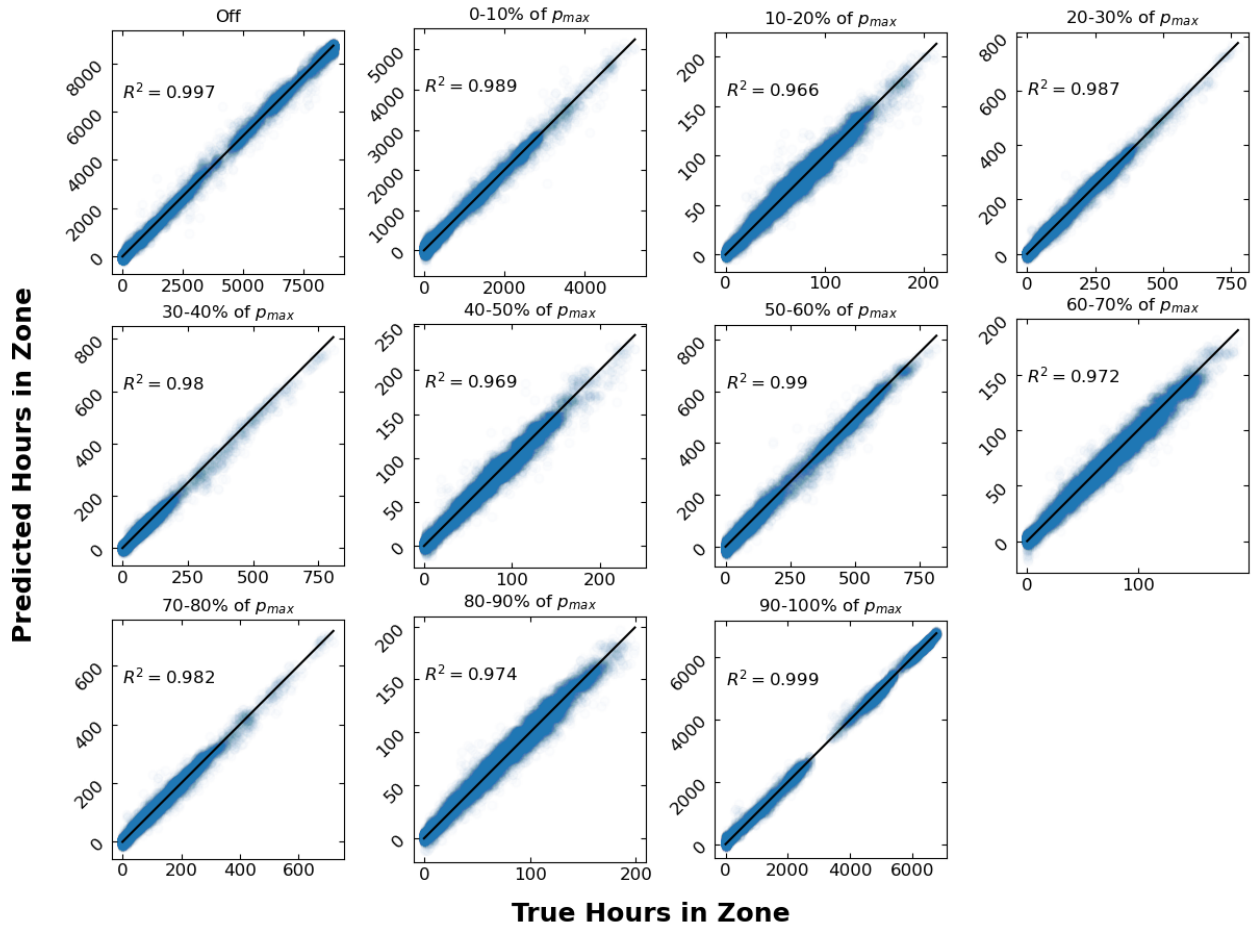 Off
R² = 0.997
8000
6000
4000
2000
0
0 2500 5000 7500
0-10% of pmax
R² = 0.989
5000
4000
3000
2000
1000
0
0 2000 4000
10-20% of pmax
R² = 0.966
200
150
100
50
0
0 100 200
20-30% of pmax
R² = 0.987
800
600
400
200
0
0 250 500 750
30-40% of pmax
R² = 0.98
800
600
400
200
0
0 250 500 750
40-50% of pmax
R² = 0.969
250
200
150
100
50
0
0 100 200
50-60% of pmax
R² = 0.99
800
600
400
200
0
0 250 500 750
60-70% of pmax
R² = 0.972
200
150
100
50
0
0 100
70-80% of pmax
R² = 0.982
600
400
200
0
0 200 400 600
80-90% of pmax
R² = 0.974
200
150
100
50
0
0 100 200
90-100% of pmax
R² = 0.999
6000
4000
2000
0
0 2000 4000 6000
Predicted Hours in Zone
True Hours in Zone